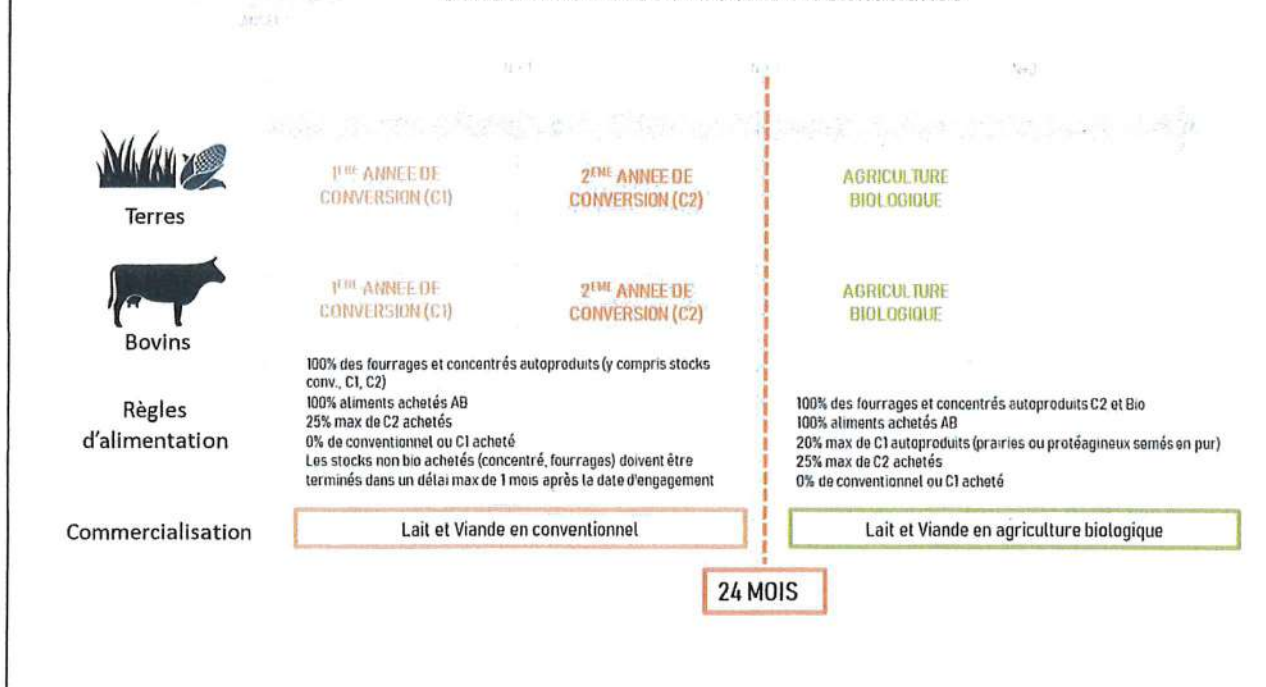 1ERE ANNEE DE
CONVERSION (C1)
2EME ANNEE DE
CONVERSION (C2)
AGRICULTURE
BIOLOGIQUE
Terres
1ERE ANNEE DE
CONVERSION (C1)
2EME ANNEE DE
CONVERSION (C2)
AGRICULTURE
BIOLOGIQUE
Bovins
Règles
d'alimentation
100% des fourrages et concentrés autoproduits (y compris stocks
conv., C1, C2)
100% aliments achetés AB
25% max de C2 achetés
0% de conventionnel ou C1 acheté
Les stocks non bio achetés (concentré, fourrages) doivent être
terminés dans un délai max de 1 mois après la date d'engagement
100% des fourrages et concentrés autoproduits C2 et Bio
100% aliments achetés AB
20% max de C1 autoproduits (prairies ou protéagineux semés en pur)
25% max de C2 achetés
0% de conventionnel ou C1 acheté
Commercialisation
Lait et Viande en conventionnel
Lait et Viande en agriculture biologique
24 MOIS